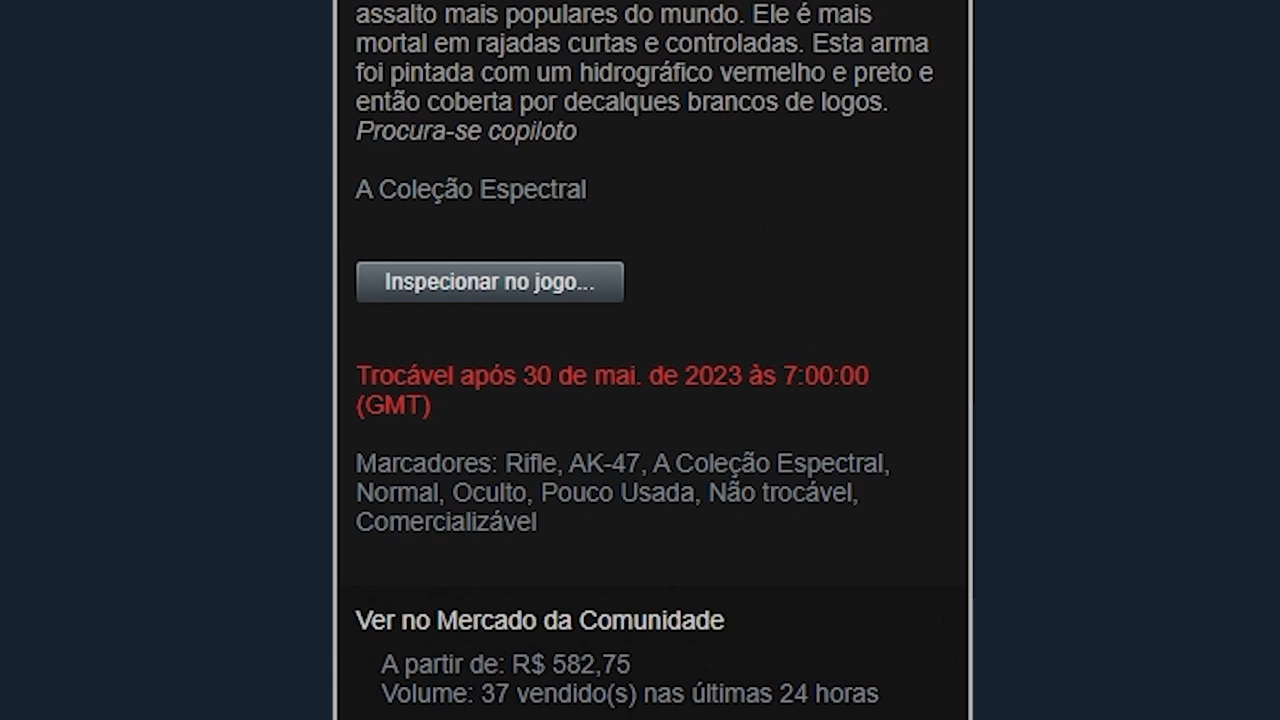 assalto mais populares do mundo. Ele é mais
mortal em rajadas curtas e controladas. Esta arma
foi pintada com um hidrográfico vermelho e preto e
então coberta por decalques brancos de logos.
Procura-se copiloto
A Coleção Espectral
Inspecionar no jogo...
Trocável após 30 de mai. de 2023 às 7:00:00
(GMT)
Marcadores: Rifle, AK-47, A Coleção Espectral,
Normal, Oculto, Pouco Usada, Não trocável,
Comercializável
Ver no Mercado da Comunidade
A partir de: R$ 582,75
Volume: 37 vendido(s) nas últimas 24 horas